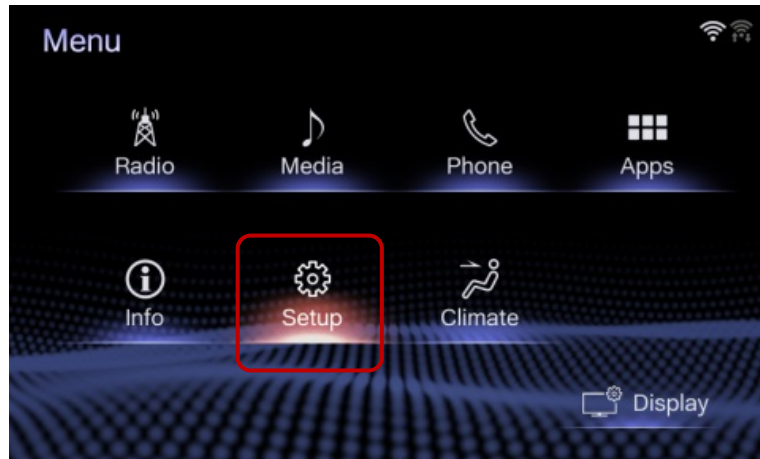 Menu
Radio
Media
Phone
Apps
Info
Setup
Climate
Display